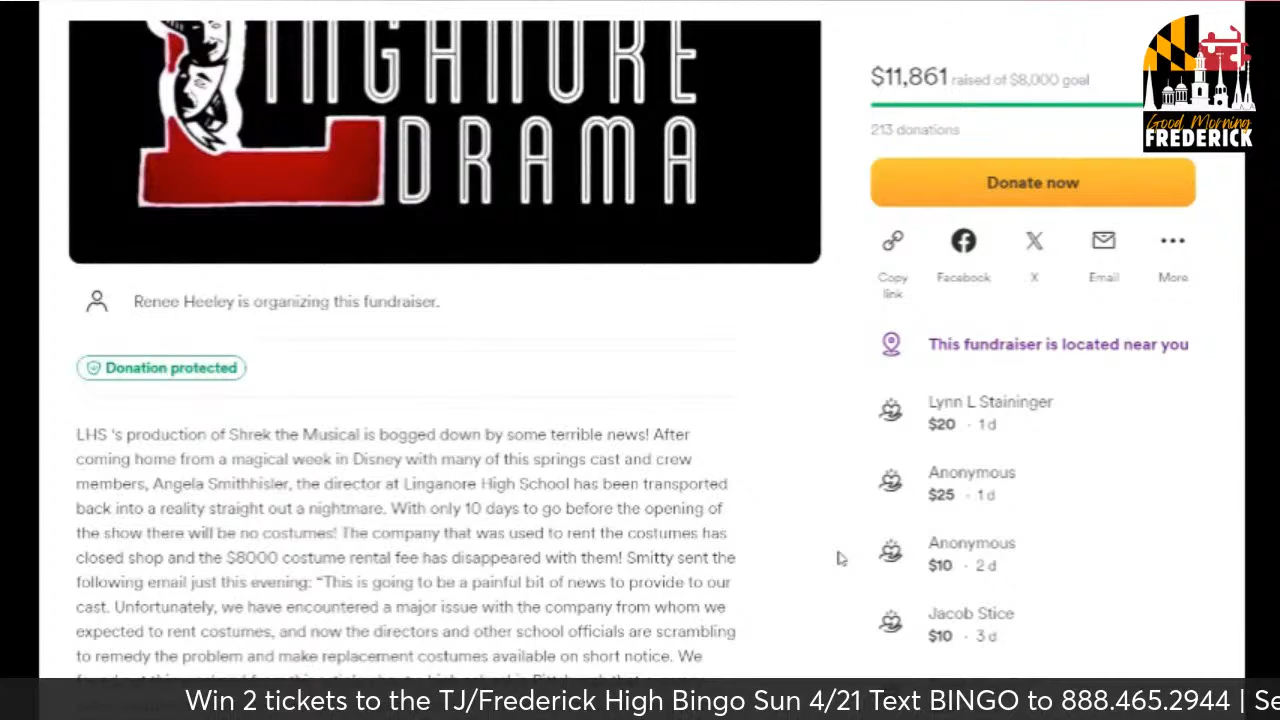 LINGANORE
DRAMA
$11,861 raised of $8,000 goal
213 donations
Donate now
Copy link
Facebook
X
Email
More
Good Morning
FREDERICK
Renee Heeley is organizing this fundraiser.
Donation protected
This fundraiser is located near you
Lynn L Staininger
$20 · 1 d
Anonymous
$25 · 1 d
Anonymous
$10 · 2 d
Jacob Stice
$10 · 3 d
LHS 's production of Shrek the Musical is bogged down by some terrible news! After
coming home from a magical week in Disney with many of this springs cast and crew
members, Angela Smithhisler, the director at Linganore High School has been transported
back into a reality straight out a nightmare. With only 10 days to go before the opening of
the show there will be no costumes! The company that was used to rent the costumes has
closed shop and the $8000 costume rental fee has disappeared with them! Smitty sent the
following email just this evening: “This is going to be a painful bit of news to provide to our
cast. Unfortunately, we have encountered a major issue with the company from whom we
expected to rent costumes, and now the directors and other school officials are scrambling
to remedy the problem and make replacement costumes available on short notice. We
Win 2 tickets to the TJ/Frederick High Bingo Sun 4/21 Text BINGO to 888.465.2944 | Se